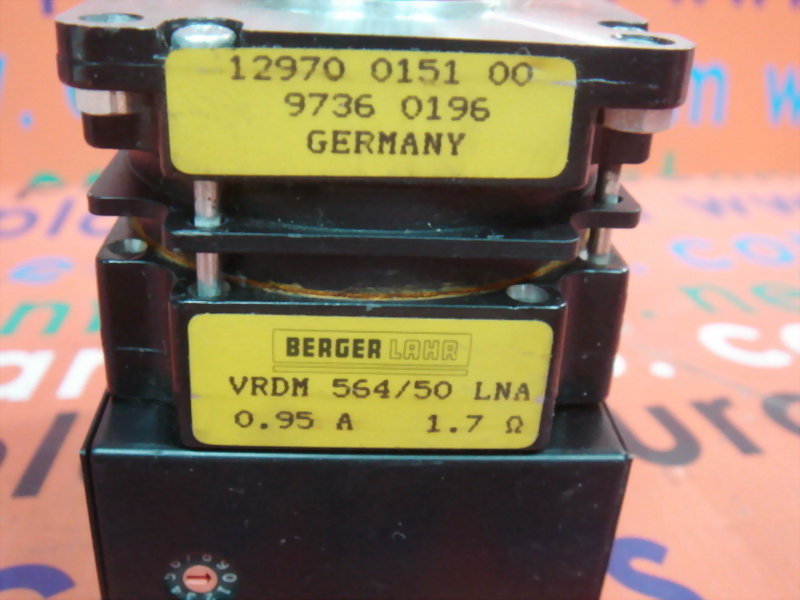 12970 0151 00
9736 0196
GERMANY
BERGER LAHR
VRDM 564/50 LNA
0.95 A 1.7 Ω